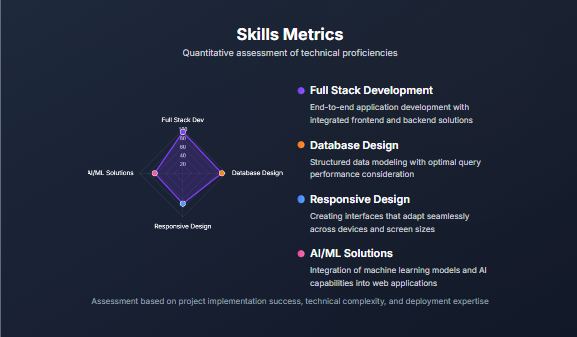 Skills Metrics
Quantitative assessment of technical proficiencies
Full Stack Dev
100
80
60
40
20
AI/ML Solutions
Database Design
Responsive Design
Full Stack Development
End-to-end application development with
integrated frontend and backend solutions
Database Design
Structured data modeling with optimal query
performance consideration
Responsive Design
Creating interfaces that adapt seamlessly
across devices and screen sizes
AI/ML Solutions
Integration of machine learning models and AI
capabilities into web applications
Assessment based on project implementation success, technical complexity, and deployment expertise